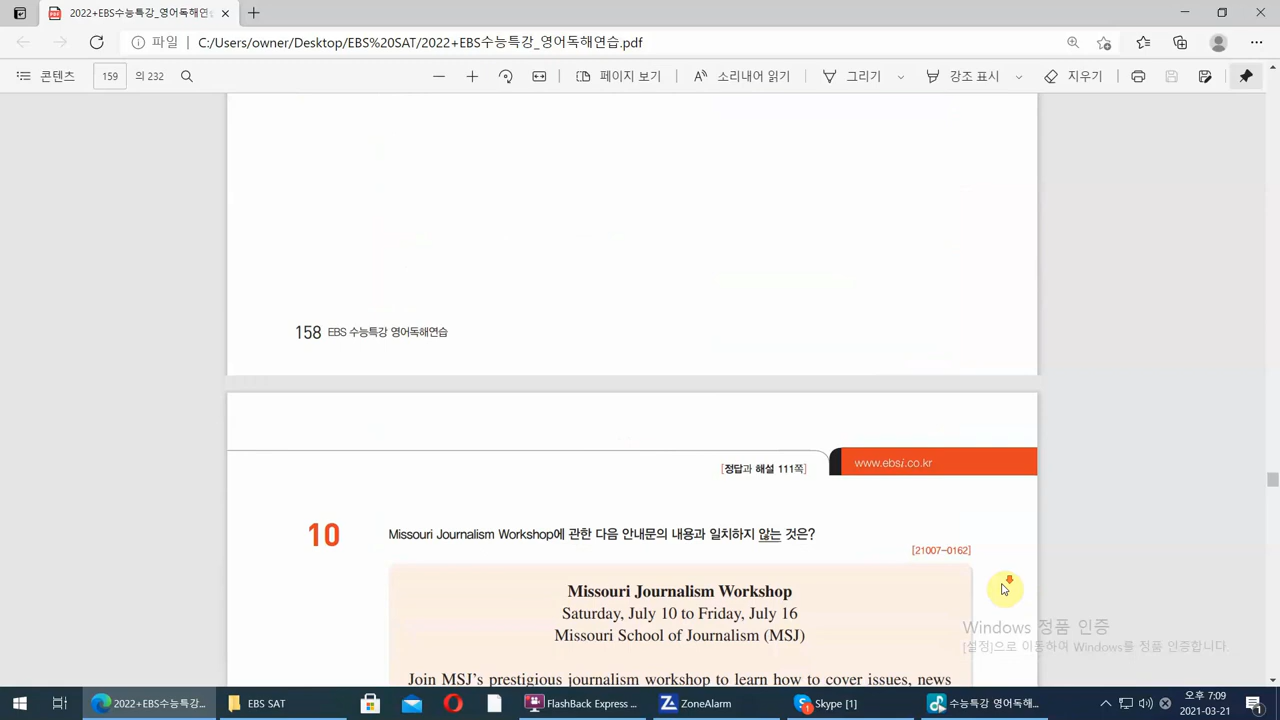 2022+EBS수능특강_영어독해연습
파일 C:/Users/owner/Desktop/EBS%20SAT/2022+EBS수능특강_영어독해연습.pdf
콘텐츠 159 의 232 페이지 보기 소리내어 읽기 그리기 강조 표시 지우기
158 EBS 수능특강 영어독해연습
[정답과 해설 111쪽] www.ebsi.co.kr
10 Missouri Journalism Workshop에 관한 다음 안내문의 내용과 일치하지 않는 것은?
[21007-0162]
Missouri Journalism Workshop
Saturday, July 10 to Friday, July 16
Missouri School of Journalism (MSJ)
Join MSJ's prestigious journalism workshop to learn how to cover issues, news
Windows 정품 인증
[설정]으로 이동하여 Windows를 정품 인증합니다.
2022+EBS수능특강... EBS SAT FlashBack Express ... ZoneAlarm Skype [1] 수능특강 영어독해... 오후 7:09
2021-03-21 1